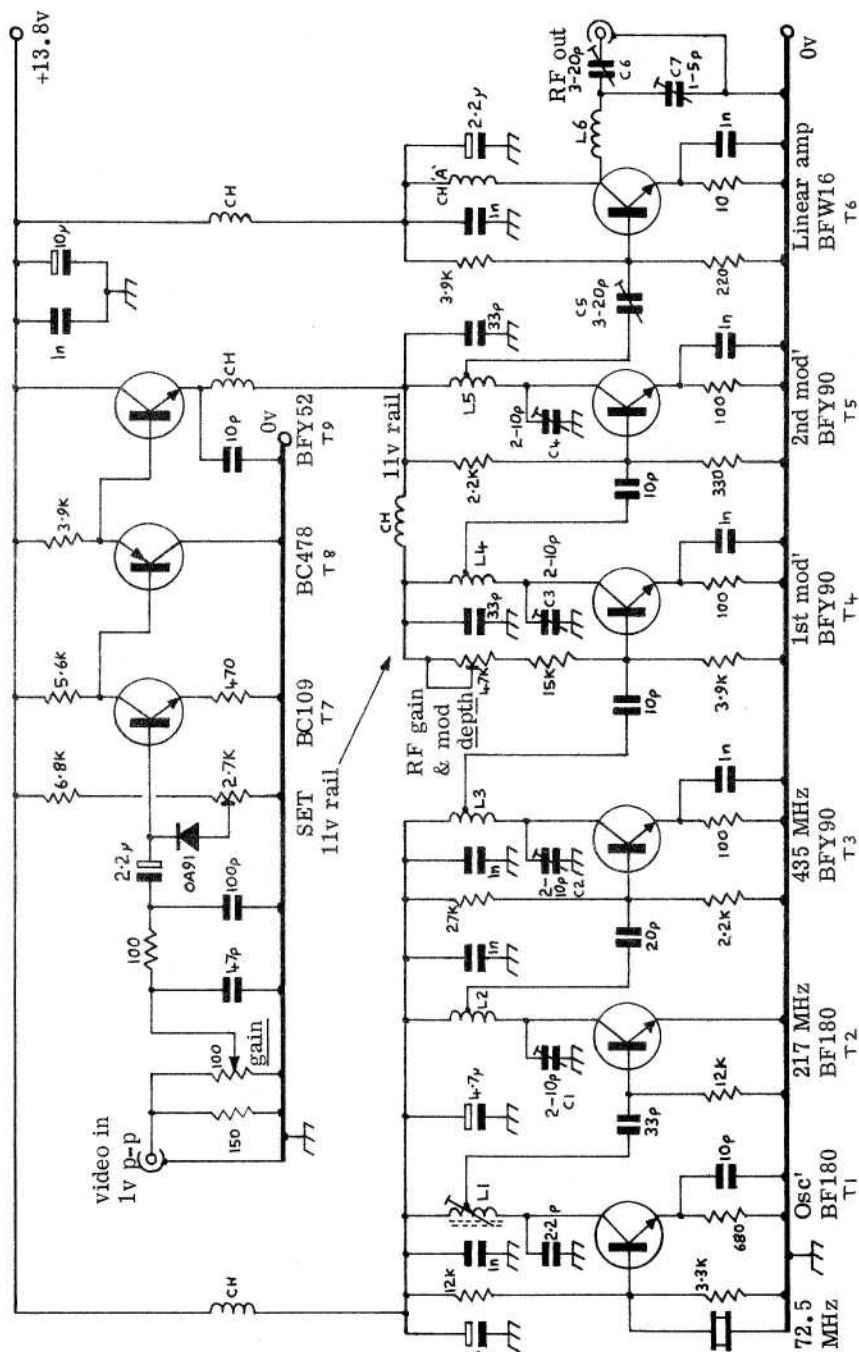 +13.8v
CH
CH
1n
10µ
video in
1v p-p
150
100
gain
47p
100
100p
2.2µ
OA91
6.8K
2.7K
SET
5.6K
470
BC109
T7
3.9K
BC478
T8
10p
CH
BFY52
T9
0v
11v rail
11v rail
CH
72.5
MHz
12K
3.3K
1n
L1
2.2p
680
10p
Osc'
BF180
T1
4.7µ
33p
12K
2-10p
C1
L2
217 MHz
BF180
T2
1n
20p
27K
2.2K
1n
2-
10p
C2
L3
100
1n
435 MHz
BFY90
T3
RF gain
& mod
depth
47K
15K
10p
3.9K
33p
C3
2-10p
L4
100
1n
1st mod'
BFY90
T4
2.2K
10p
330
2-10p
C4
L5
33p
100
1n
2nd mod'
BFY90
T5
C5
3-20p
3.9K
220
1n
CH 'A'
2.2µ
10
1n
L6
RF out
3-20p
C6
C7
1-5p
Linear amp
BFW16
T6
0v